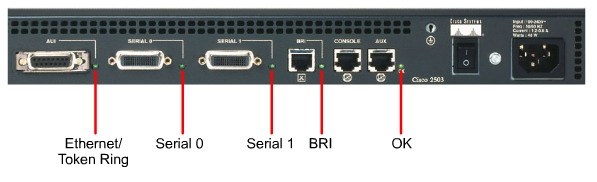 AUI
SERIAL 0
SERIAL 1
BRI
CONSOLE
AUX
OK
CISCO SYSTEMS
Cisco 2503
Ethernet/
Token Ring
Serial 0
Serial 1
BRI
OK